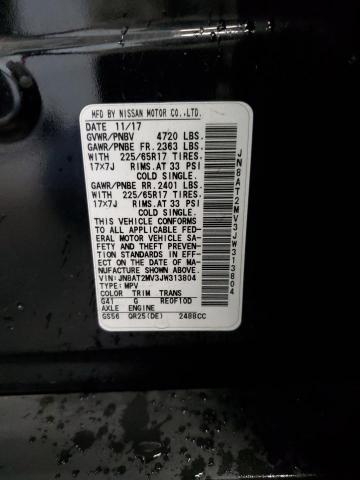 MFD BY NISSAN MOTOR CO.,LTD.
DATE 11/17
GVWR/PNBV 4720 LBS.
GAWR/PNBE FR.2363 LBS.
WITH 225/65R17 TIRES.
17×7J RIMS.AT 33 PSI
COLD SINGLE.
GAWR/PNBE RR.2401 LBS.
WITH 225/65R17 TIRES.
17×7J RIMS.AT 33 PSI
COLD SINGLE.
THIS VEHICLE CONFORMS
TO ALL APPLICABLE FED-
ERAL MOTOR VEHICLE SA-
FETY AND THEFT PREVEN-
TION STANDARDS IN EFF-
ECT ON THE DATE OF MA-
NUFACTURE SHOWN ABOVE.
VIN:JN8AT2MV3JW313804
TYPE:MPV
COLOR TRIM TRANS
G41 G RE0F10D
AXLE ENGINE
GS56 QR25(DE) 2488CC
JN8AT2MV3JW313804